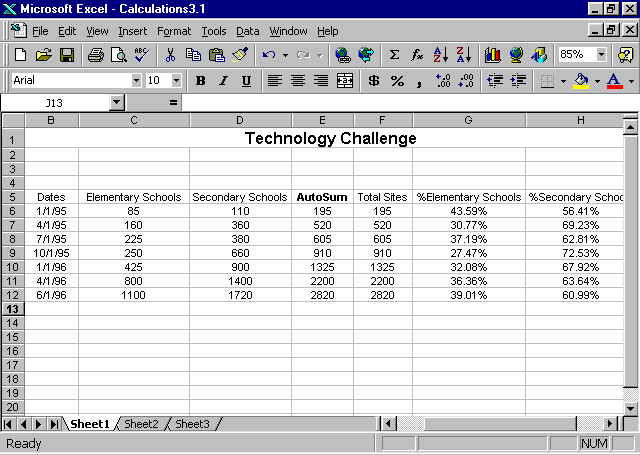 Microsoft Excel - Calculations3.1
File Edit View Insert Format Tools Data Window Help
85%
Arial 10 B I U $ % ,
J13 =
B C D E F G H
1 Technology Challenge
2
3
4
5 Dates Elementary Schools Secondary Schools AutoSum Total Sites %Elementary Schools %Secondary Schoo
6 1/1/95 85 110 195 195 43.59% 56.41%
7 4/1/95 160 360 520 520 30.77% 69.23%
8 7/1/95 225 380 605 605 37.19% 62.81%
9 10/1/95 250 660 910 910 27.47% 72.53%
10 1/1/96 425 900 1325 1325 32.08% 67.92%
11 4/1/96 800 1400 2200 2200 36.36% 63.64%
12 6/1/96 1100 1720 2820 2820 39.01% 60.99%
13
14
15
16
17
18
19
20
Sheet1 Sheet2 Sheet3
Ready NUM